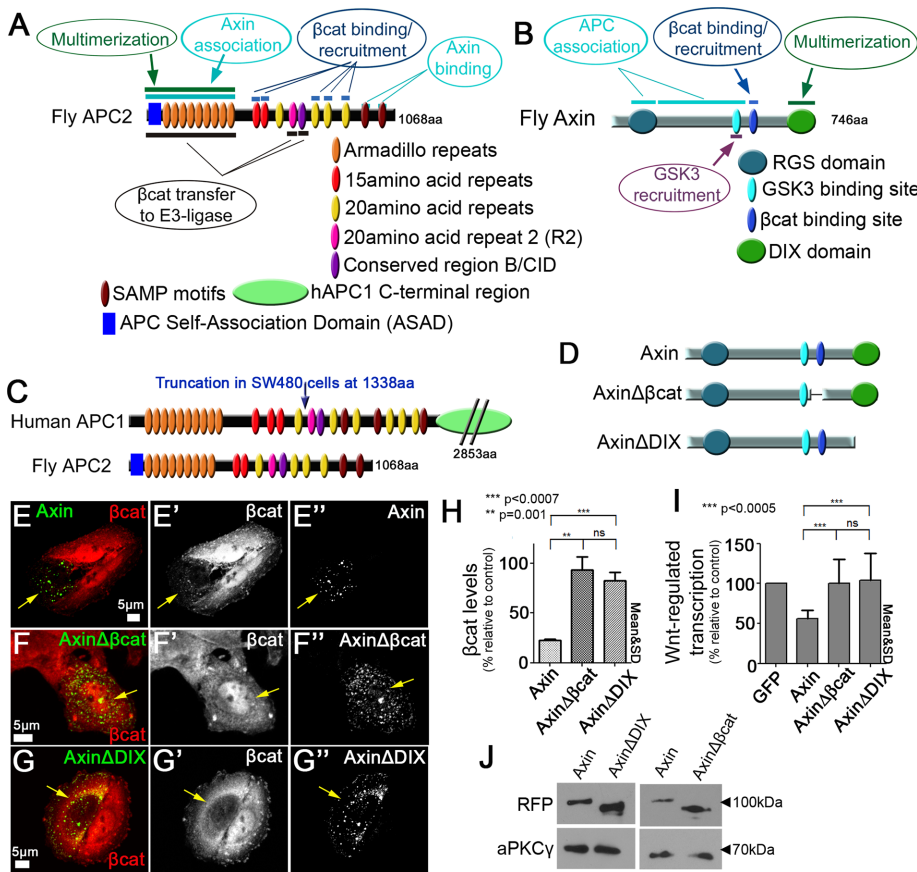 A
Multimerization
Axin
association
βcat binding/
recruitment
Axin
binding
Fly APC2
1068aa
βcat transfer
to E3-ligase
Armadillo repeats
15amino acid repeats
20amino acid repeats
20amino acid repeat 2 (R2)
Conserved region B/CID
SAMP motifs
hAPC1 C-terminal region
APC Self-Association Domain (ASAD)
B
APC
association
βcat binding/
recruitment
Multimerization
Fly Axin
746aa
GSK3
recruitment
RGS domain
GSK3 binding site
βcat binding site
DIX domain
C
Truncation in SW480 cells at 1338aa
Human APC1
2853aa
Fly APC2
1068aa
D
Axin
AxinΔβcat
AxinΔDIX
E Axin βcat
5μm
E' βcat
E'' Axin
F AxinΔβcat
5μm βcat
F' βcat
F'' AxinΔβcat
G AxinΔDIX
5μm βcat
G' βcat
G'' AxinΔDIX
H
*** p<0.0007
** p=0.001
***
** ns
βcat levels
(% relative to control)
100
50
0
Mean&SD
Axin
AxinΔβcat
AxinΔDIX
I
*** p<0.0005
***
*** ns
Wnt-regulated
transcription
(% relative to control)
150
100
50
0
Mean&SD
GFP
Axin
AxinΔβcat
AxinΔDIX
J
Axin
AxinΔDIX
Axin
AxinΔβcat
RFP
100kDa
aPKCγ
70kDa